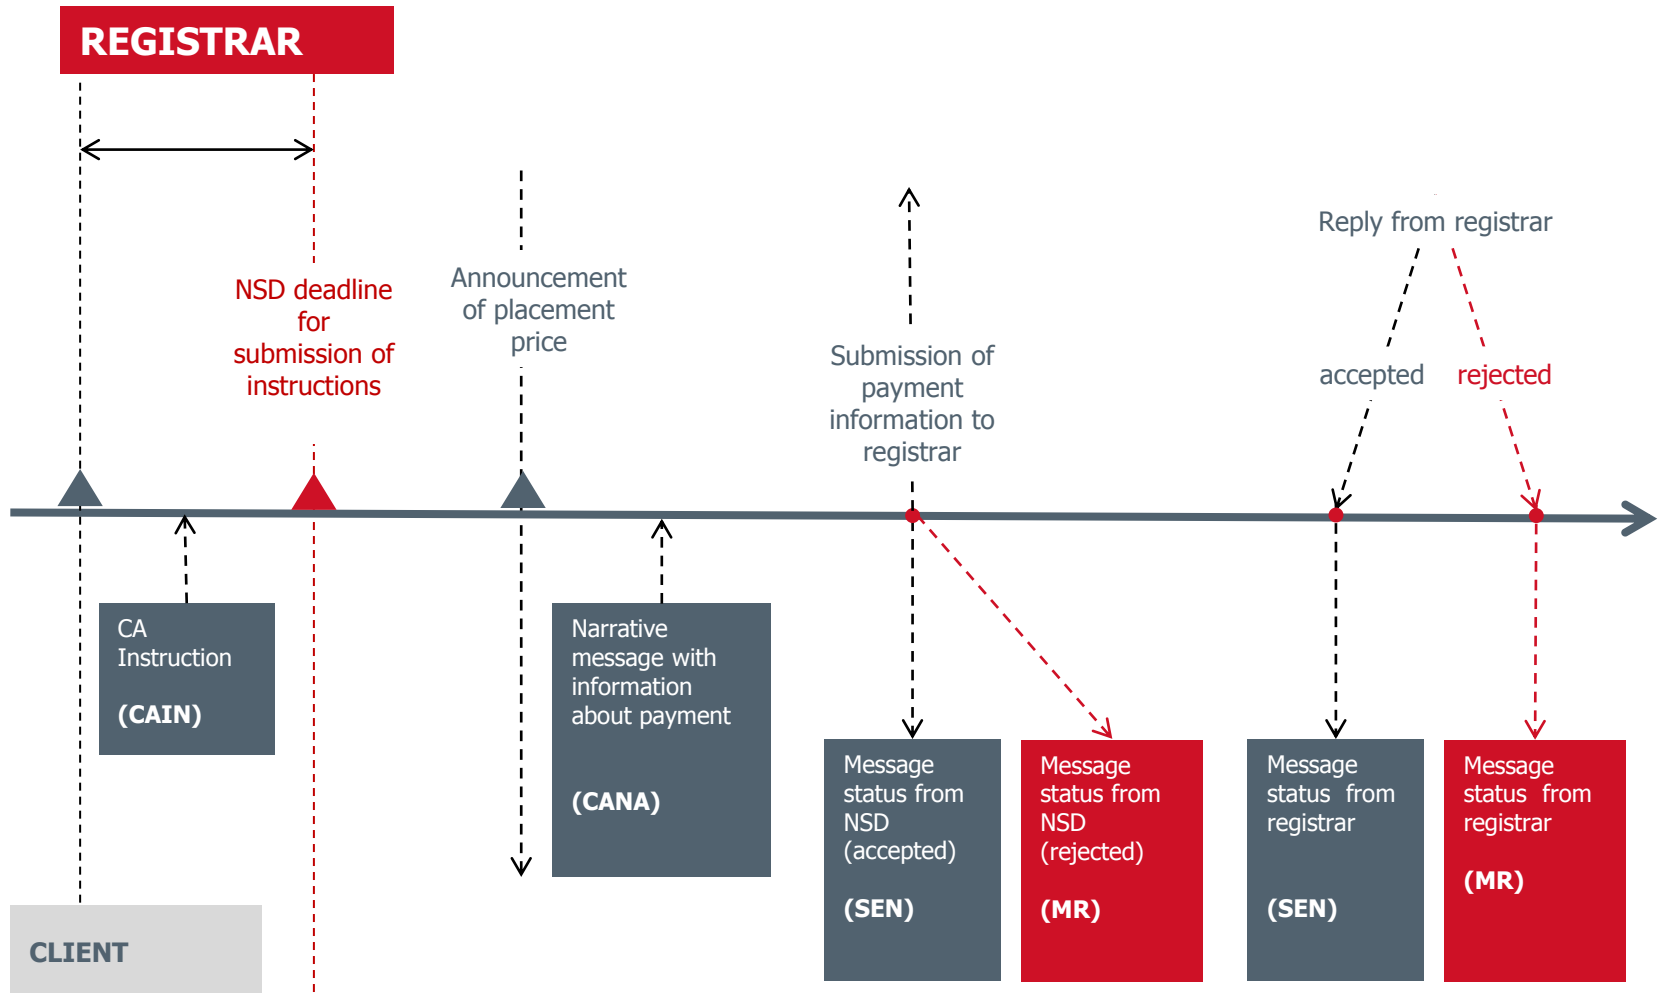 REGISTRAR
NSD deadline
for
submission of
instructions
Announcement
of placement
price
Submission of
payment
information to
registrar
Reply from registrar
accepted
rejected
CA
Instruction
(CAIN)
Narrative
message with
information
about payment
(CANA)
Message
status from
NSD
(accepted)
(SEN)
Message
status from
NSD
(rejected)
(MR)
Message
status from
registrar
(SEN)
Message
status from
registrar
(MR)
CLIENT